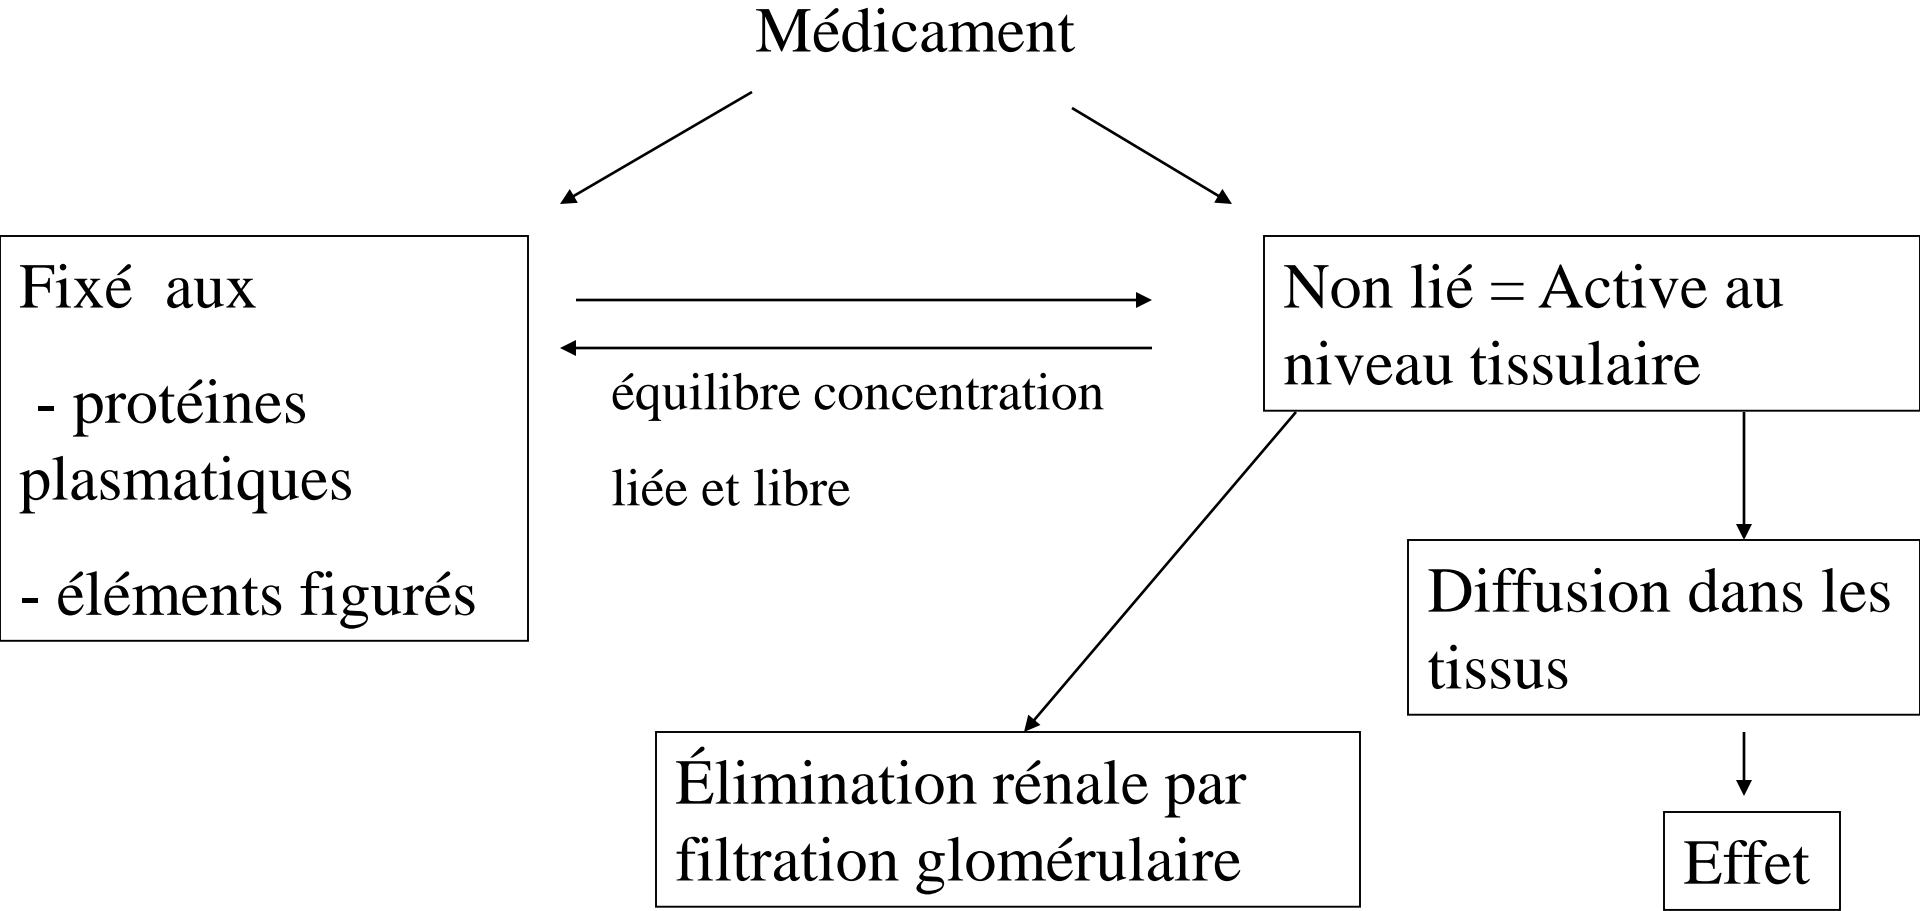 Médicament
Fixé aux
- protéines
plasmatiques
- éléments figurés
équilibre concentration
liée et libre
Non lié = Active au
niveau tissulaire
Diffusion dans les
tissus
Élimination rénale par
filtration glomérulaire
Effet